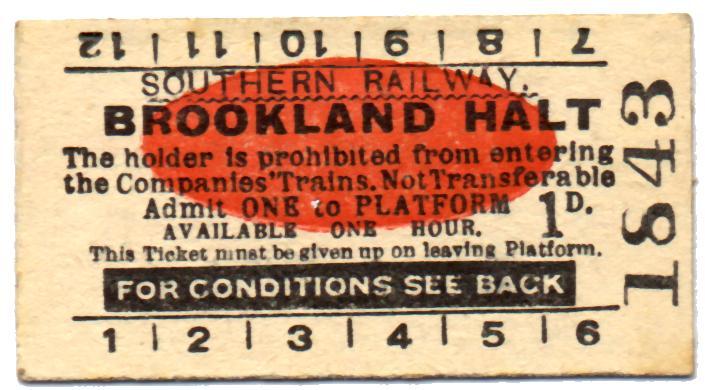 12 | 11 | 10 | 9 | 8 | 7
SOUTHERN RAILWAY.
BROOKLAND HALT
The holder is prohibited from entering
the Companies' Trains. Not Transferable
Admit ONE to PLATFORM 1D.
AVAILABLE ONE HOUR.
This Ticket must be given up on leaving Platform.
FOR CONDITIONS SEE BACK
1 | 2 | 3 | 4 | 5 | 6
1843